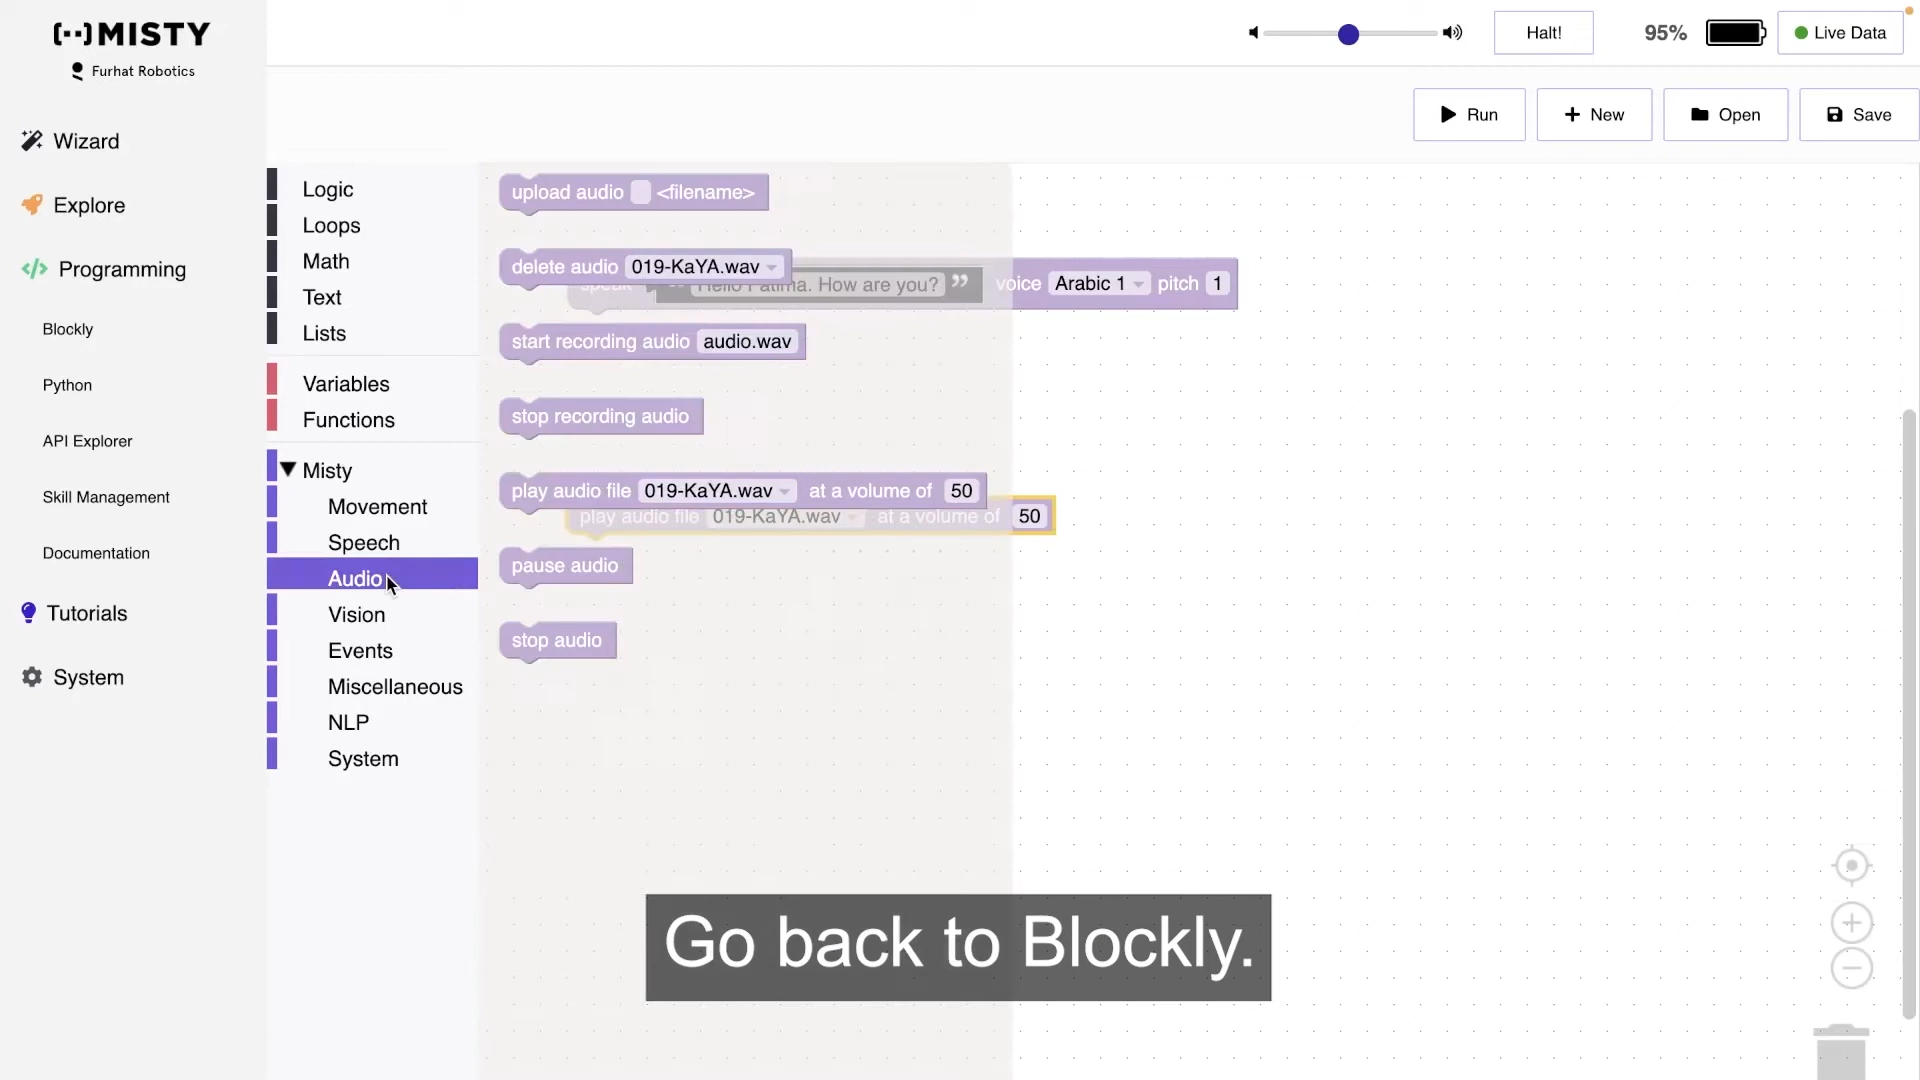 [··]MISTY
Furhat Robotics
Halt!
95%
Live Data
Run
New
Open
Save
Wizard
Explore
Programming
Blockly
Python
API Explorer
Skill Management
Documentation
Tutorials
System
Logic
Loops
Math
Text
Lists
Variables
Functions
Misty
Movement
Speech
Audio
Vision
Events
Miscellaneous
NLP
System
upload audio <filename>
delete audio 019-KaYA.wav
speak “ Hello Fatima. How are you? ” voice Arabic 1 pitch 1
start recording audio audio.wav
stop recording audio
play audio file 019-KaYA.wav at a volume of 50
play audio file 019-KaYA.wav at a volume of 50
pause audio
stop audio
Go back to Blockly.